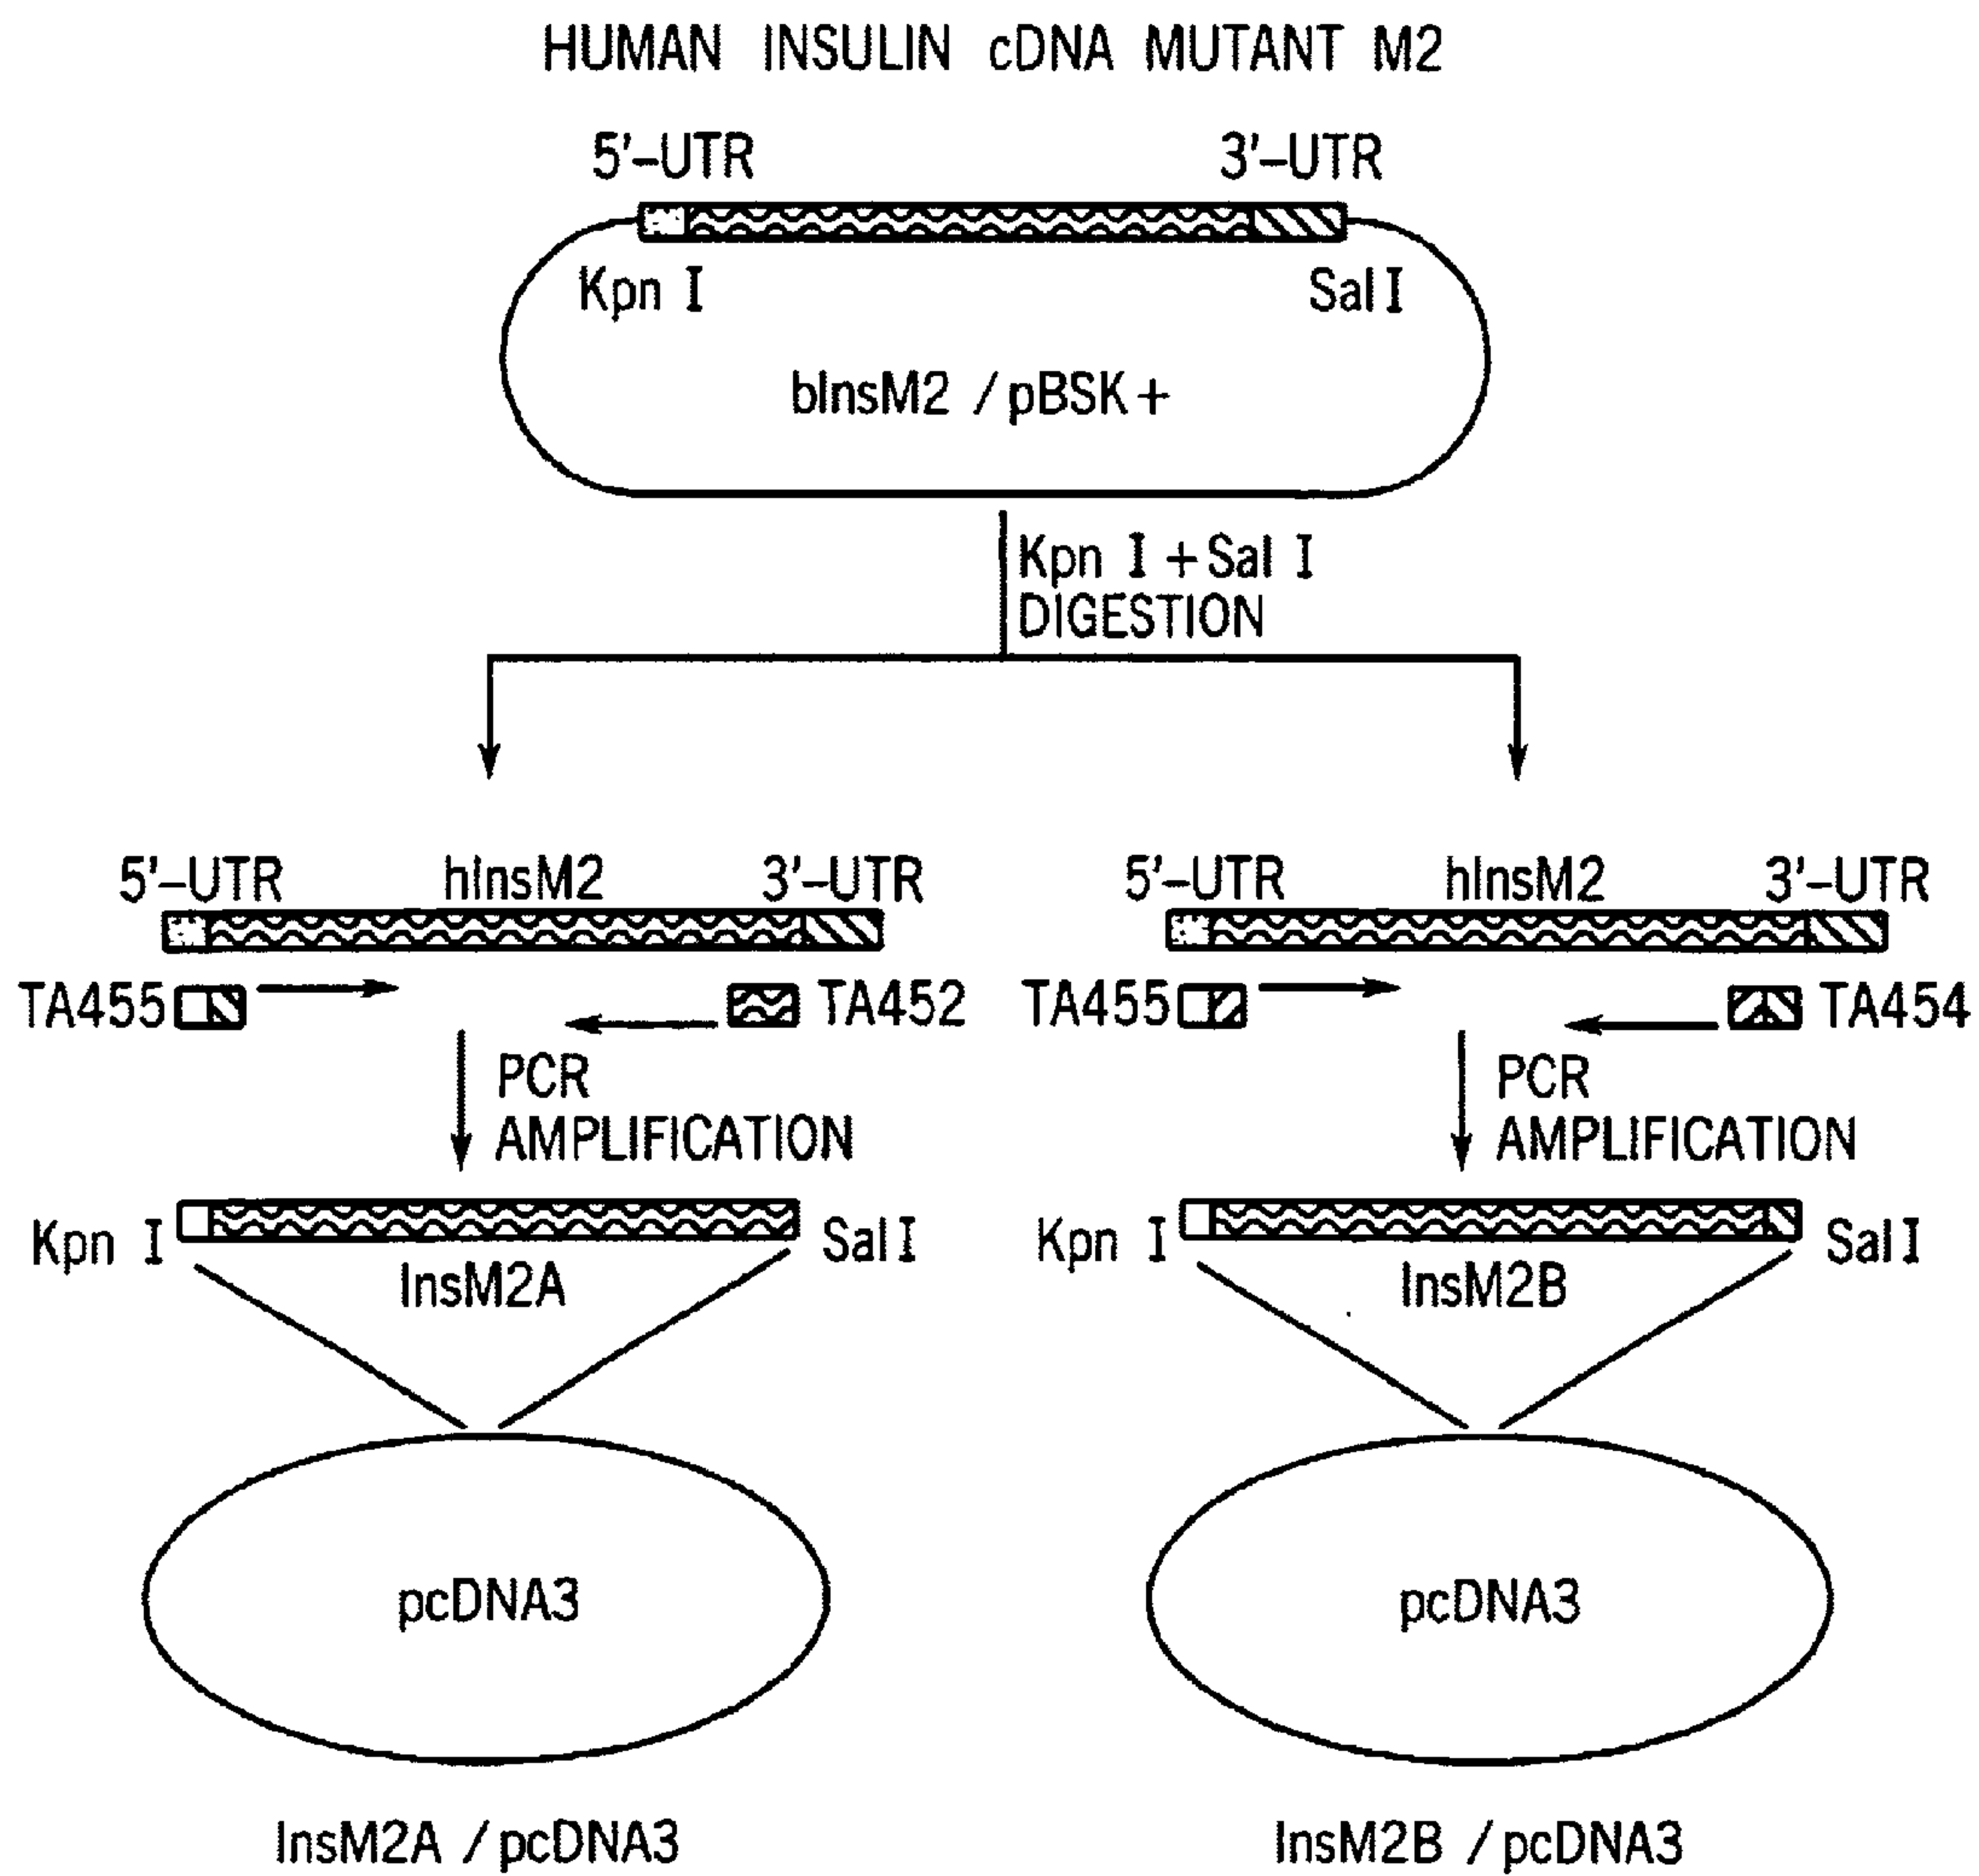 HUMAN INSULIN cDNA MUTANT M2
5'-UTR 3'-UTR
Kpn I Sal I
bInsM2 / pBSK+
Kpn I + Sal I
DIGESTION
5'-UTR hInsM2 3'-UTR
TA455 TA452
PCR
AMPLIFICATION
Kpn I Sal I
InsM2A
pcDNA3
InsM2A / pcDNA3
5'-UTR hInsM2 3'-UTR
TA455 TA454
PCR
AMPLIFICATION
Kpn I Sal I
InsM2B
pcDNA3
InsM2B / pcDNA3